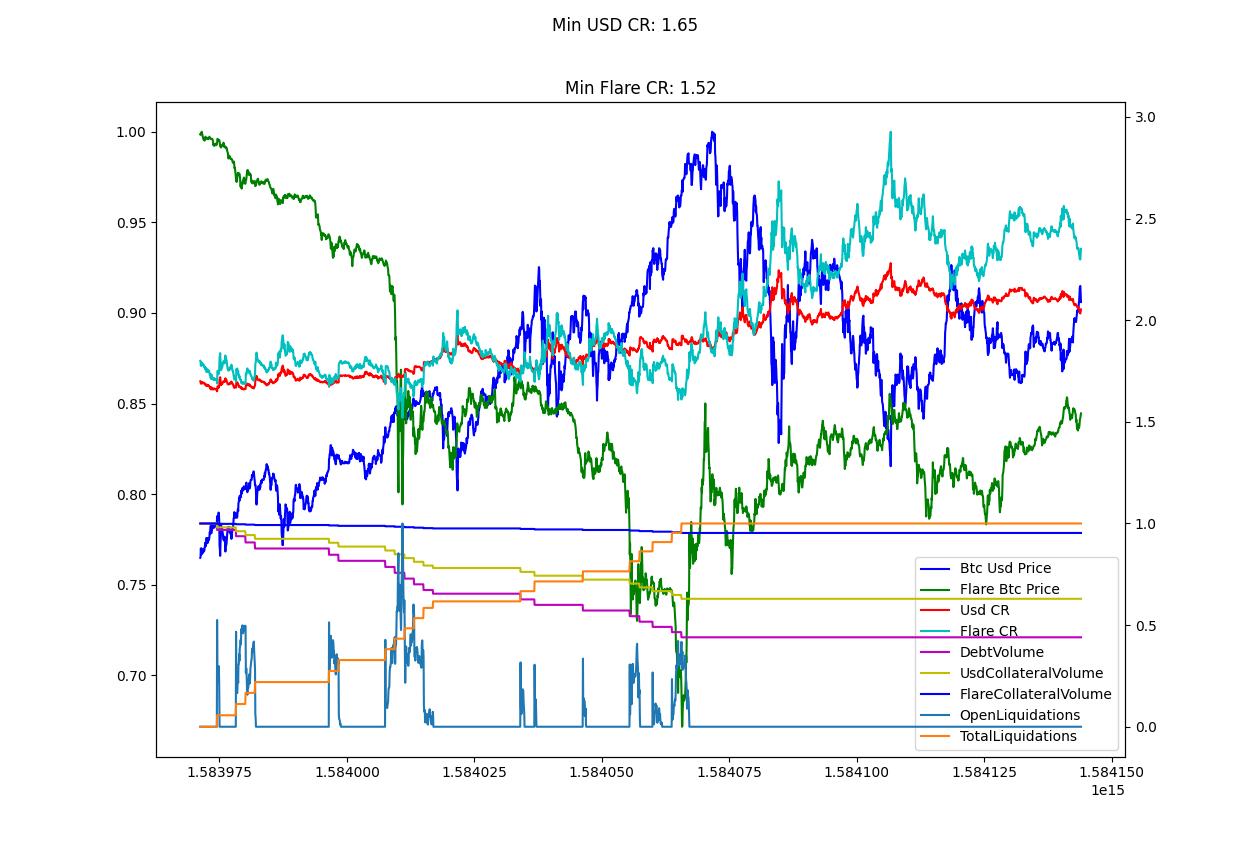 Min USD CR: 1.65
Min Flare CR: 1.52
1.00
0.95
0.90
0.85
0.80
0.75
0.70
3.0
2.5
2.0
1.5
1.0
0.5
0.0
Btc Usd Price
Flare Btc Price
Usd CR
Flare CR
DebtVolume
UsdCollateralVolume
FlareCollateralVolume
OpenLiquidations
TotalLiquidations
1.583975 1.584000 1.584025 1.584050 1.584075 1.584100 1.584125 1.584150
1e15